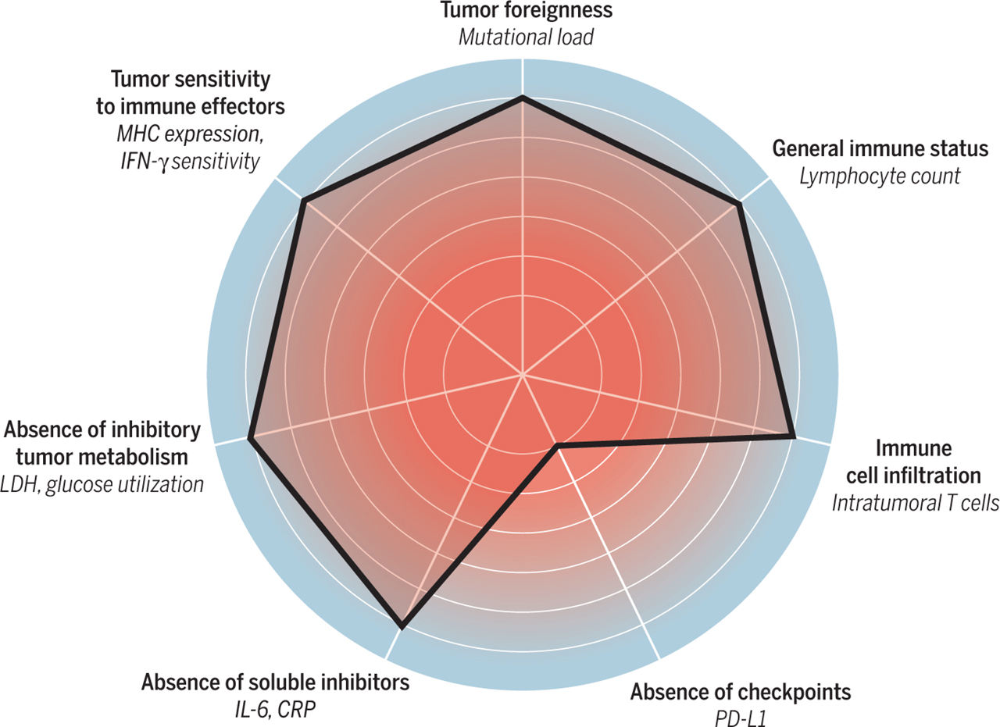 Tumor foreignness
Mutational load
Tumor sensitivity
to immune effectors
MHC expression,
IFN-γ sensitivity
General immune status
Lymphocyte count
Absence of inhibitory
tumor metabolism
LDH, glucose utilization
Immune
cell infiltration
Intratumoral T cells
Absence of soluble inhibitors
IL-6, CRP
Absence of checkpoints
PD-L1